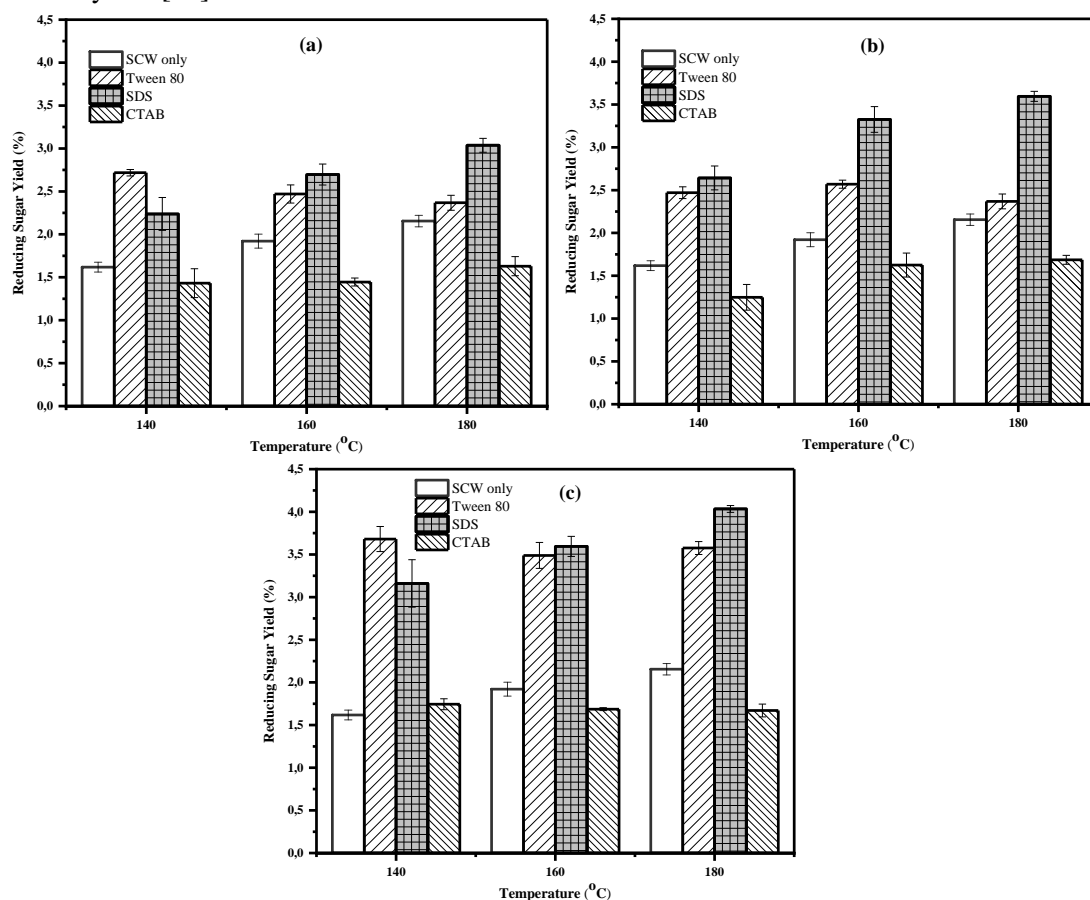 (a)
SCW only
Tween 80
SDS
CTAB
4,5
4,0
3,5
3,0
2,5
2,0
1,5
1,0
0,5
0,0
Reducing Sugar Yield (%)
140
160
180
Temperature (°C)
(b)
SCW only
Tween 80
SDS
CTAB
4,5
4,0
3,5
3,0
2,5
2,0
1,5
1,0
0,5
0,0
Reducing Sugar Yield (%)
140
160
180
Temperature (°C)
(c)
SCW only
Tween 80
SDS
CTAB
4,5
4,0
3,5
3,0
2,5
2,0
1,5
1,0
0,5
0,0
Reducing Sugar Yield (%)
140
160
180
Temperature (°C)